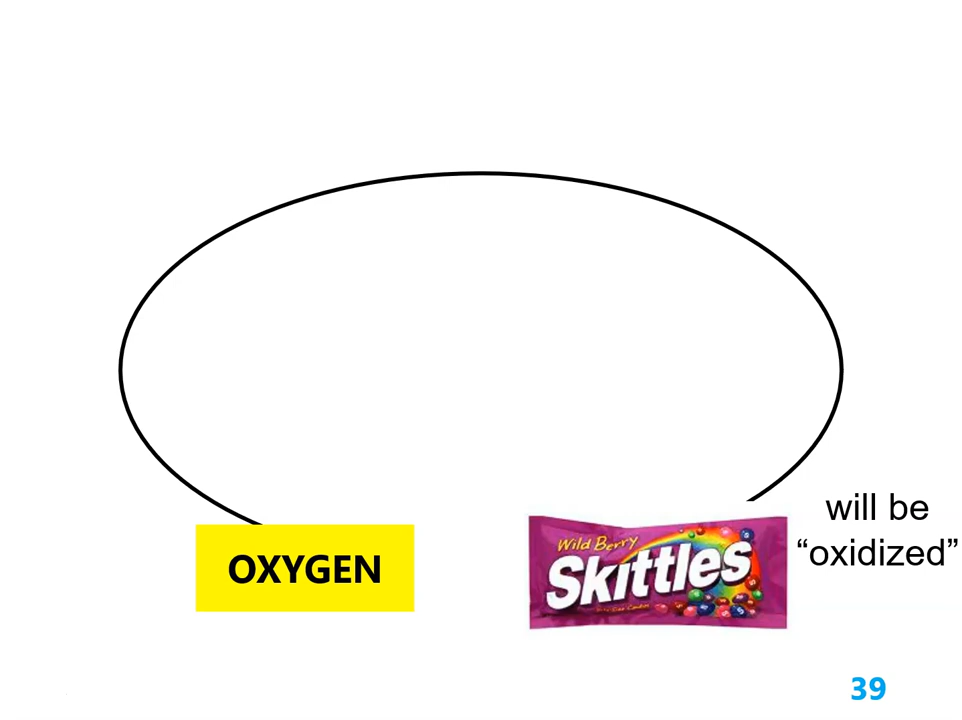 will be
“oxidized”
OXYGEN
Wild Berry
Skittles
39